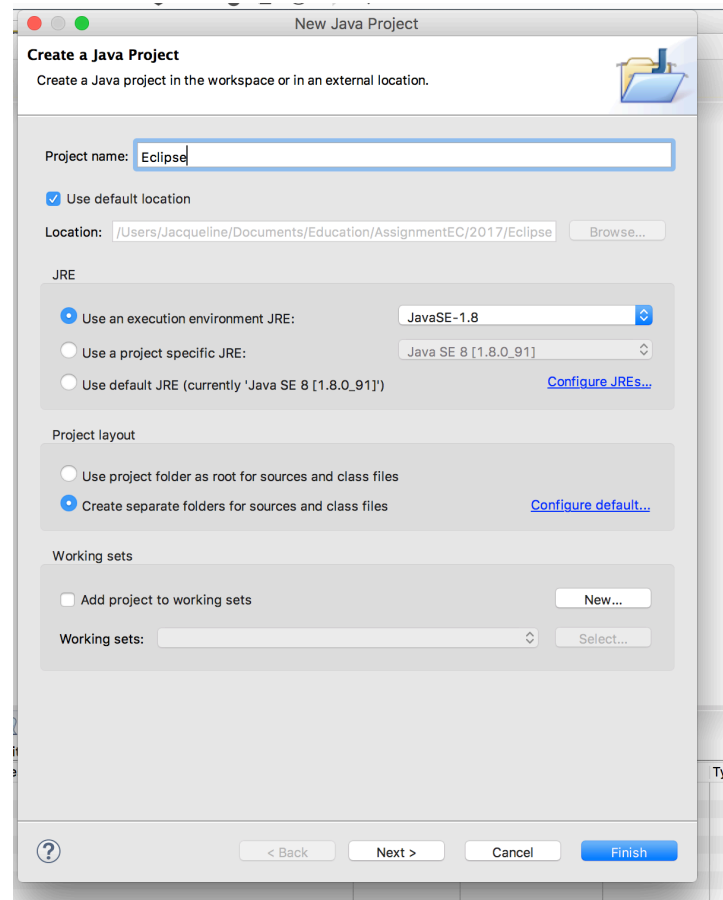 New Java Project
Create a Java Project
Create a Java project in the workspace or in an external location.
Project name: Eclipse
Use default location
Location: /Users/Jacqueline/Documents/Education/AssignmentEC/2017/Eclipse Browse...
JRE
Use an execution environment JRE: JavaSE-1.8
Use a project specific JRE: Java SE 8 [1.8.0_91]
Use default JRE (currently 'Java SE 8 [1.8.0_91]') Configure JREs...
Project layout
Use project folder as root for sources and class files
Create separate folders for sources and class files Configure default...
Working sets
Add project to working sets New...
Working sets: Select...
? < Back Next > Cancel Finish